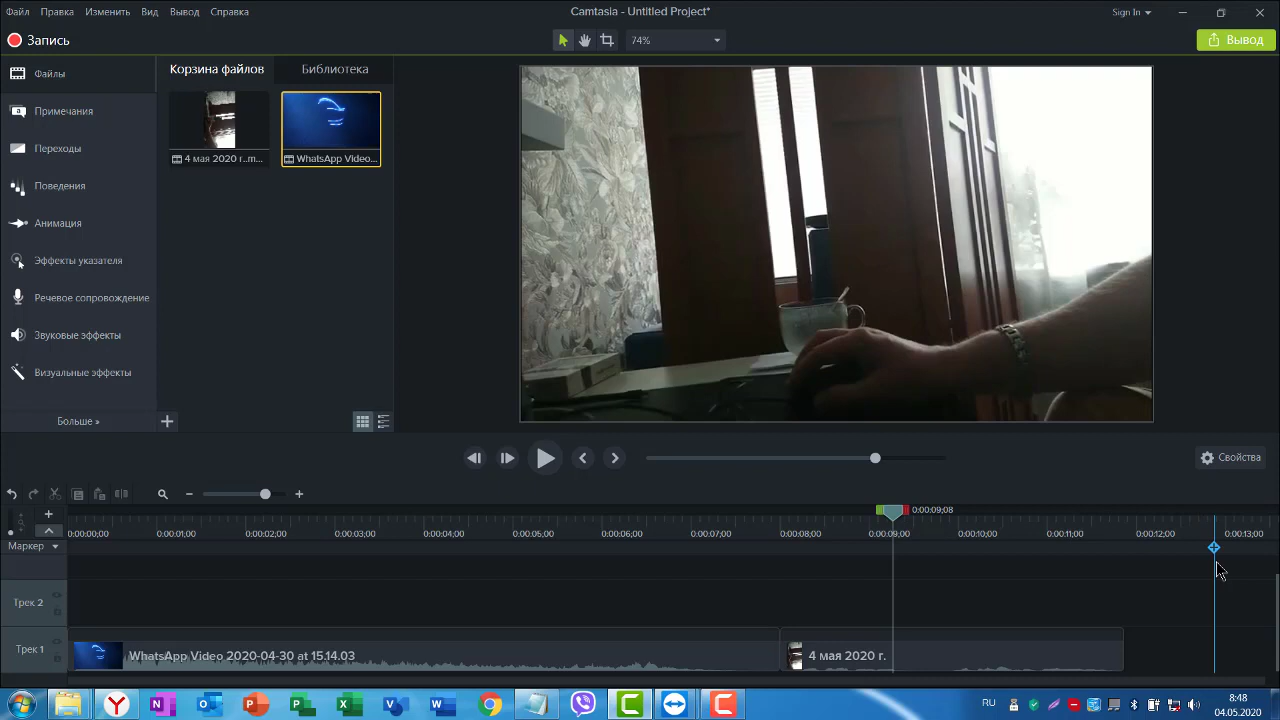 Файл Правка Изменить Вид Вывод Справка
Camtasia - Untitled Project*
Sign In
Запись
74%
Вывод
Файлы
Примечания
Переходы
Поведения
Анимация
Эффекты указателя
Речевое сопровождение
Звуковые эффекты
Визуальные эффекты
Больше »
Корзина файлов
Библиотека
4 мая 2020 г..m...
WhatsApp Video...
Свойства
0:00:09;08
0:00:00;00 0:00:01;00 0:00:02;00 0:00:03;00 0:00:04;00 0:00:05;00 0:00:06;00 0:00:07;00 0:00:08;00 0:00:09;00 0:00:10;00 0:00:11;00 0:00:12;00 0:00:13;00
Маркер
Трек 2
Трек 1
WhatsApp Video 2020-04-30 at 15.14.03
4 мая 2020 г.
RU
8:48
04.05.2020